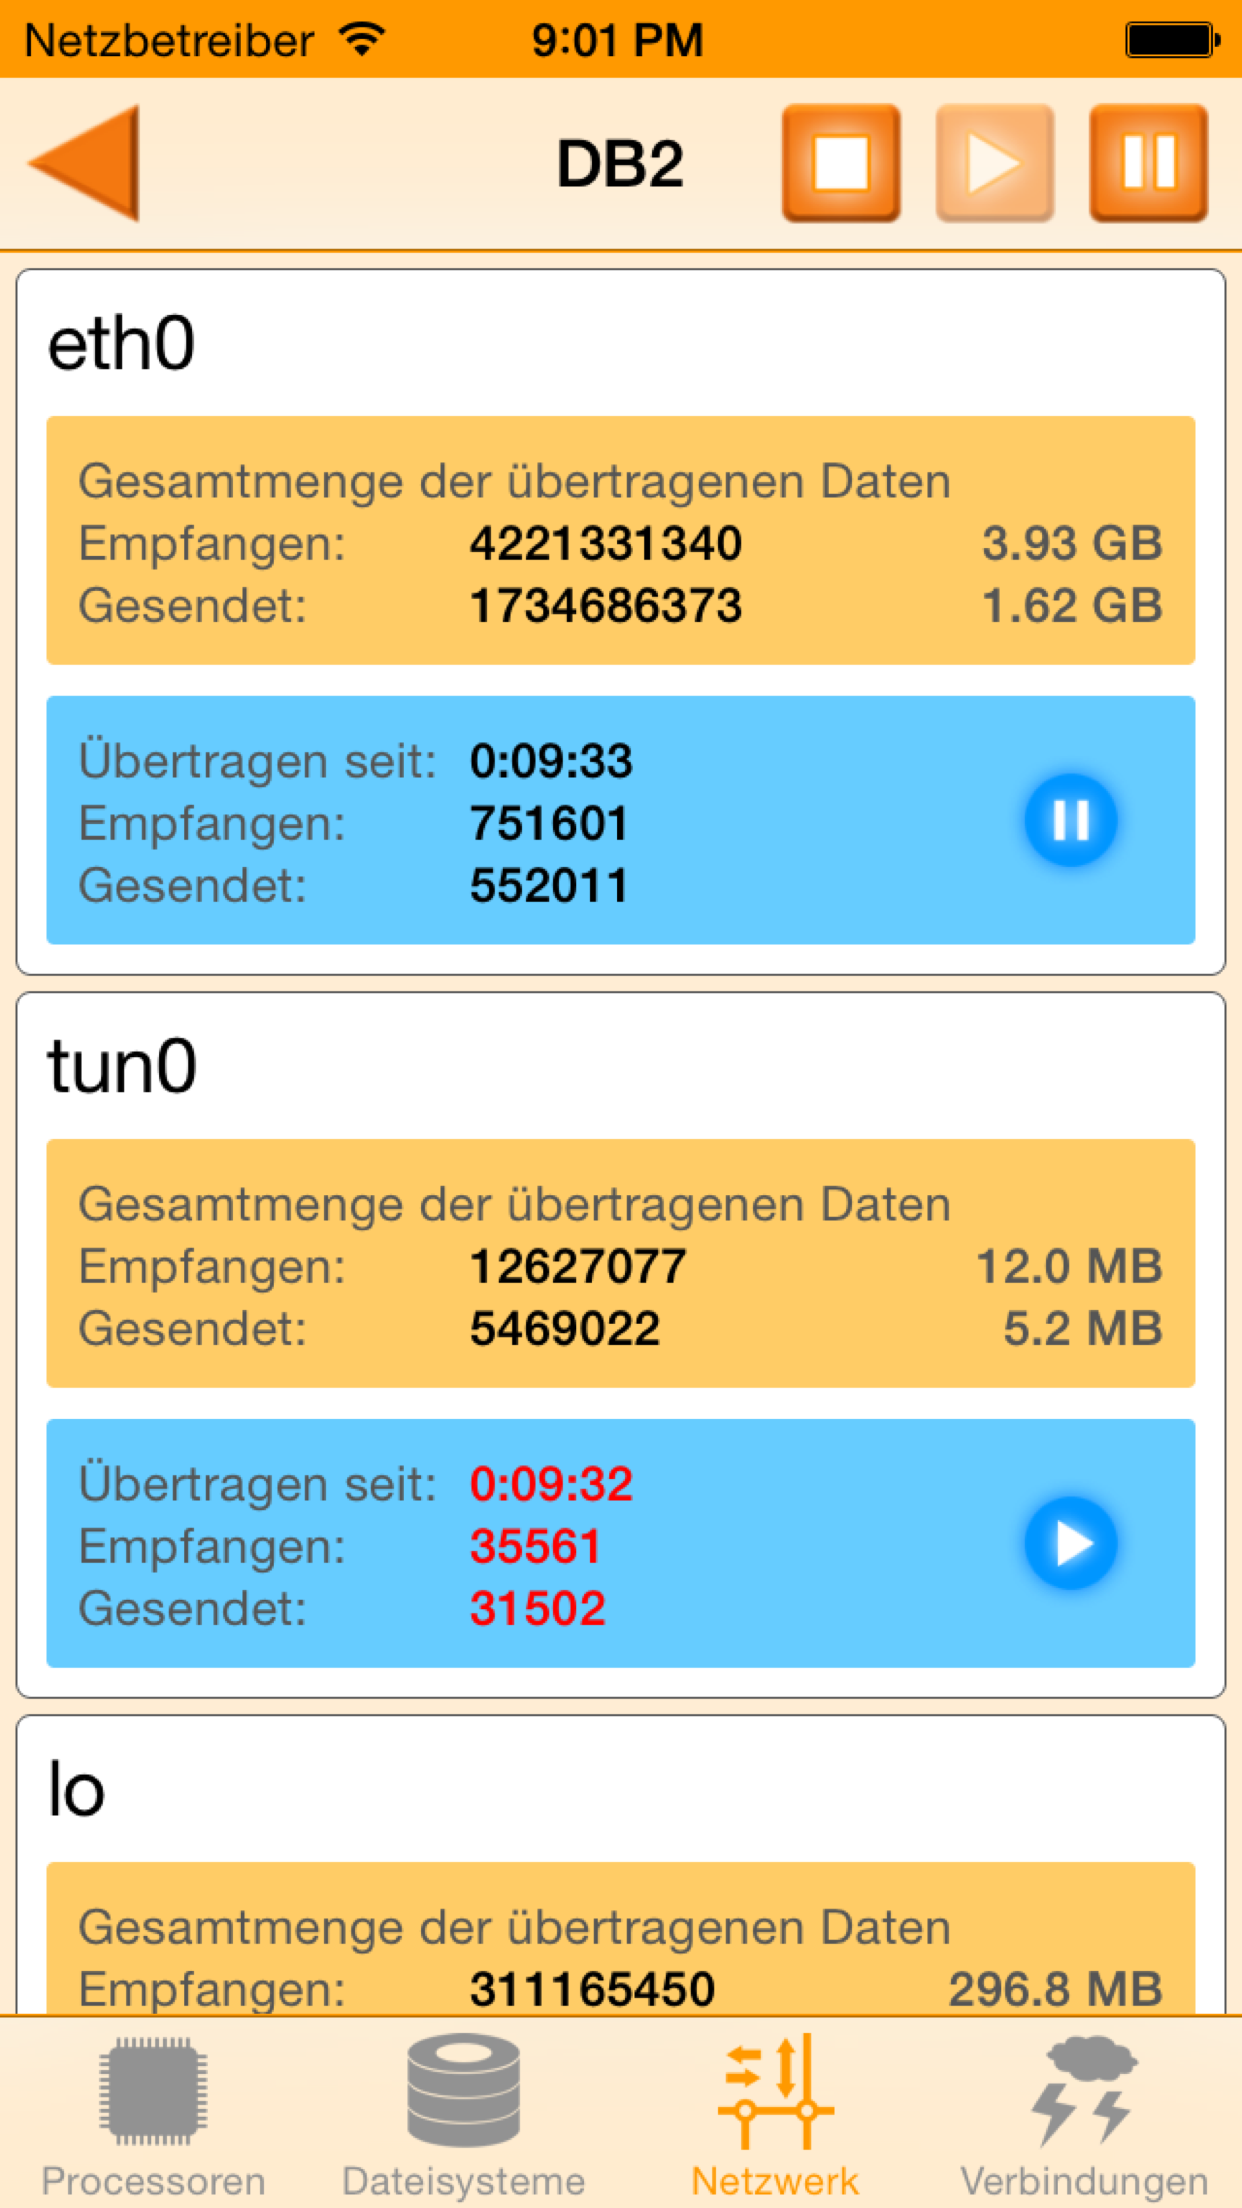 Netzbetreiber 9:01 PM
DB2
eth0
Gesamtmenge der übertragenen Daten
Empfangen: 4221331340 3.93 GB
Gesendet: 1734686373 1.62 GB
Übertragen seit: 0:09:33
Empfangen: 751601
Gesendet: 552011
tun0
Gesamtmenge der übertragenen Daten
Empfangen: 12627077 12.0 MB
Gesendet: 5469022 5.2 MB
Übertragen seit: 0:09:32
Empfangen: 35561
Gesendet: 31502
lo
Gesamtmenge der übertragenen Daten
Empfangen: 311165450 296.8 MB
Processoren Dateisysteme Netzwerk Verbindungen